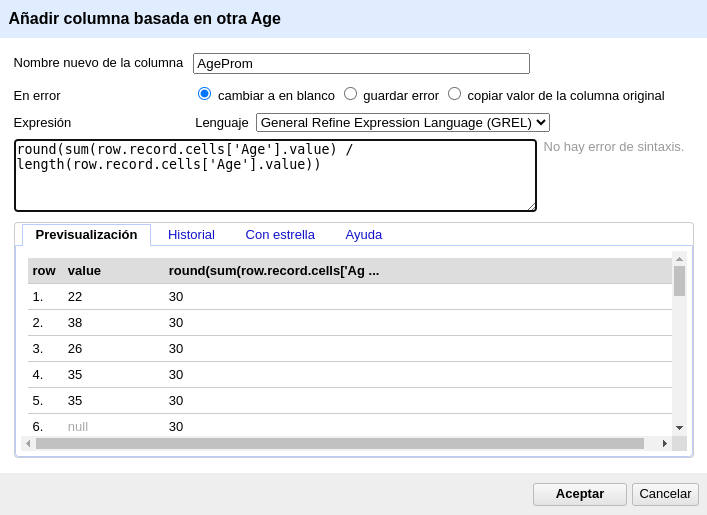 Añadir columna basada en otra Age
Nombre nuevo de la columna AgeProm
En error cambiar a en blanco guardar error copiar valor de la columna original
Expresión Lenguaje General Refine Expression Language (GREL)
round(sum(row.record.cells['Age'].value) / No hay error de sintaxis.
length(row.record.cells['Age'].value))
Previsualización Historial Con estrella Ayuda
row value round(sum(row.record.cells['Ag ...
1. 22 30
2. 38 30
3. 26 30
4. 35 30
5. 35 30
6. null 30
Aceptar Cancelar